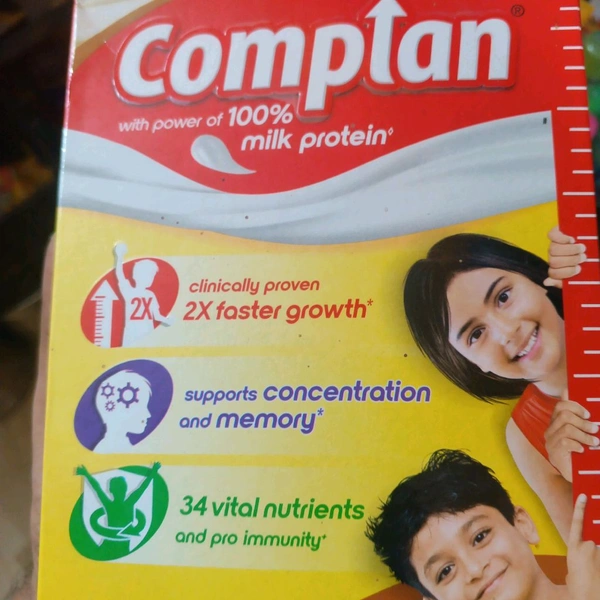 Complan®
with power of 100%
milk protein◊
2X
clinically proven
2X faster growth*
supports concentration
and memory*
34 vital nutrients
and pro immunity+